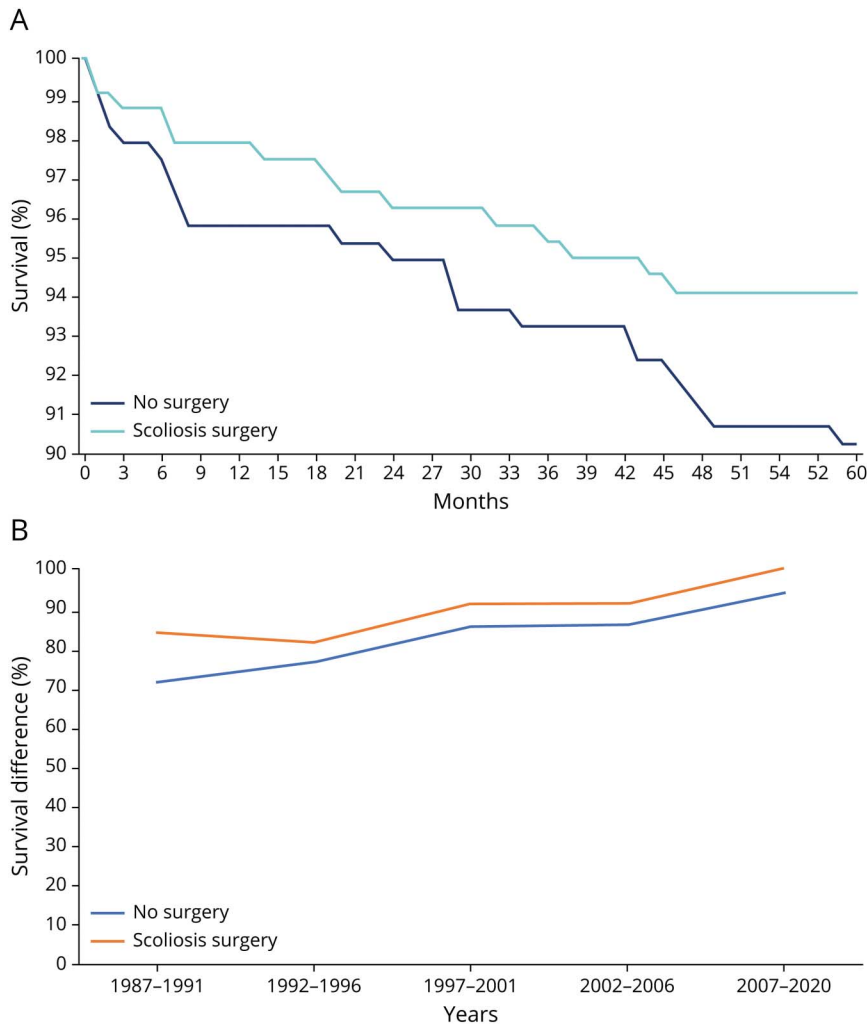 A
100
99
98
97
96
95
94
93
92
91
90
Survival (%)
No surgery
Scoliosis surgery
0 3 6 9 12 15 18 21 24 27 30 33 36 39 42 45 48 51 54 52 60
Months
B
100
90
80
70
60
50
40
30
20
10
0
Survival difference (%)
No surgery
Scoliosis surgery
1987–1991 1992–1996 1997–2001 2002–2006 2007–2020
Years